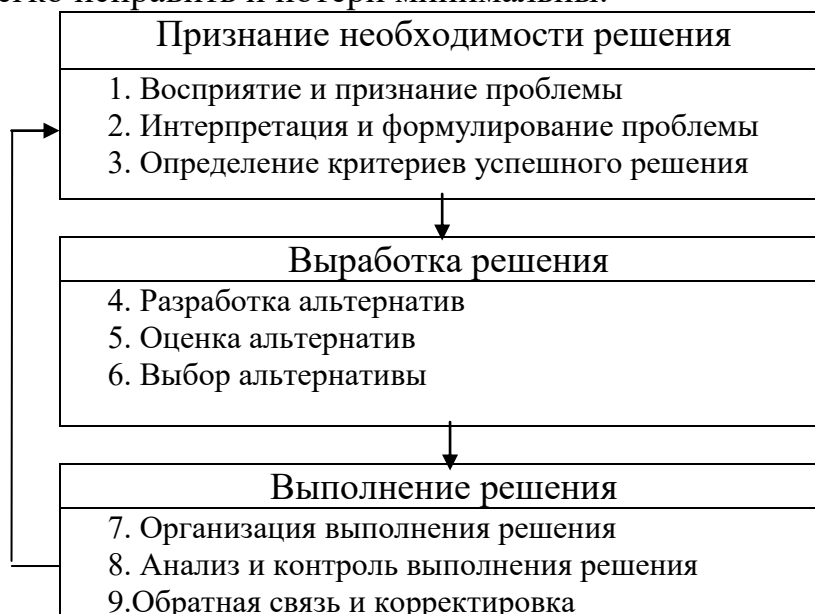 легко исправить и потери минимальны.
Признание необходимости решения
1. Восприятие и признание проблемы
2. Интерпретация и формулирование проблемы
3. Определение критериев успешного решения
Выработка решения
4. Разработка альтернатив
5. Оценка альтернатив
6. Выбор альтернативы
Выполнение решения
7. Организация выполнения решения
8. Анализ и контроль выполнения решения
9.Обратная связь и корректировка